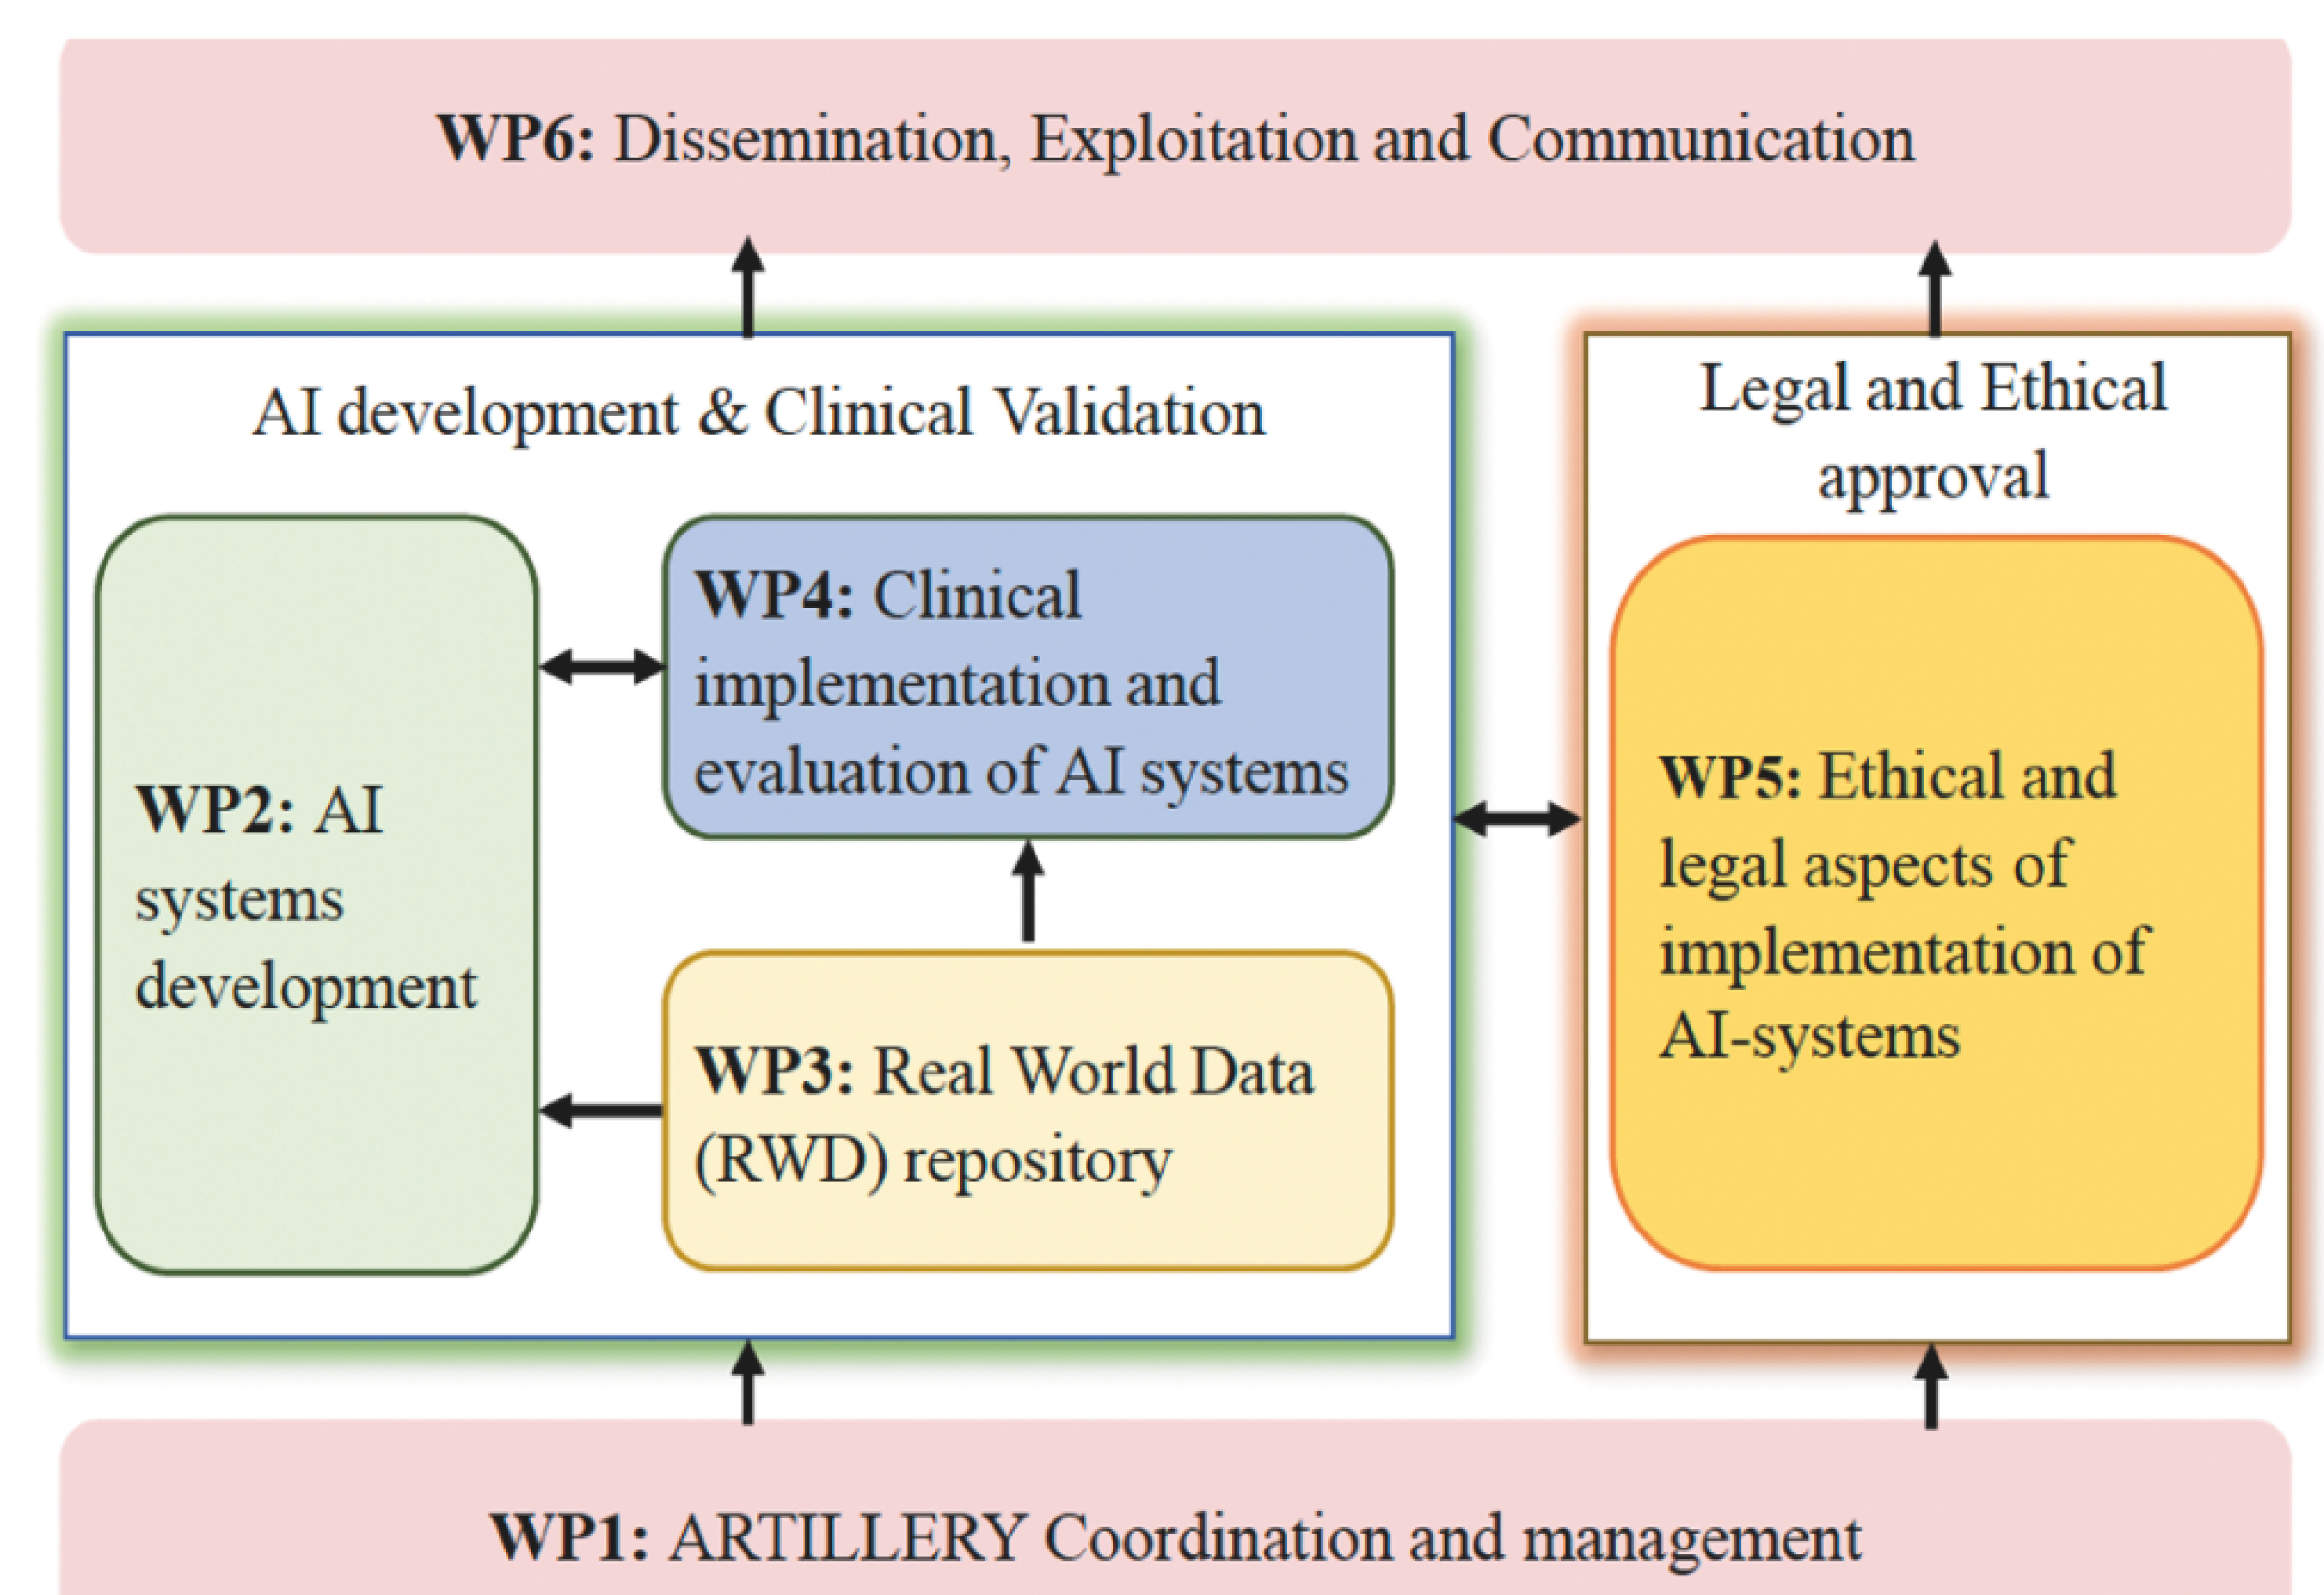 WP6: Dissemination, Exploitation and Communication
AI development & Clinical Validation
WP2: AI
systems
development
WP4: Clinical
implementation and
evaluation of AI systems
WP3: Real World Data
(RWD) repository
Legal and Ethical
approval
WP5: Ethical and
legal aspects of
implementation of
AI-systems
WP1: ARTILLERY Coordination and management